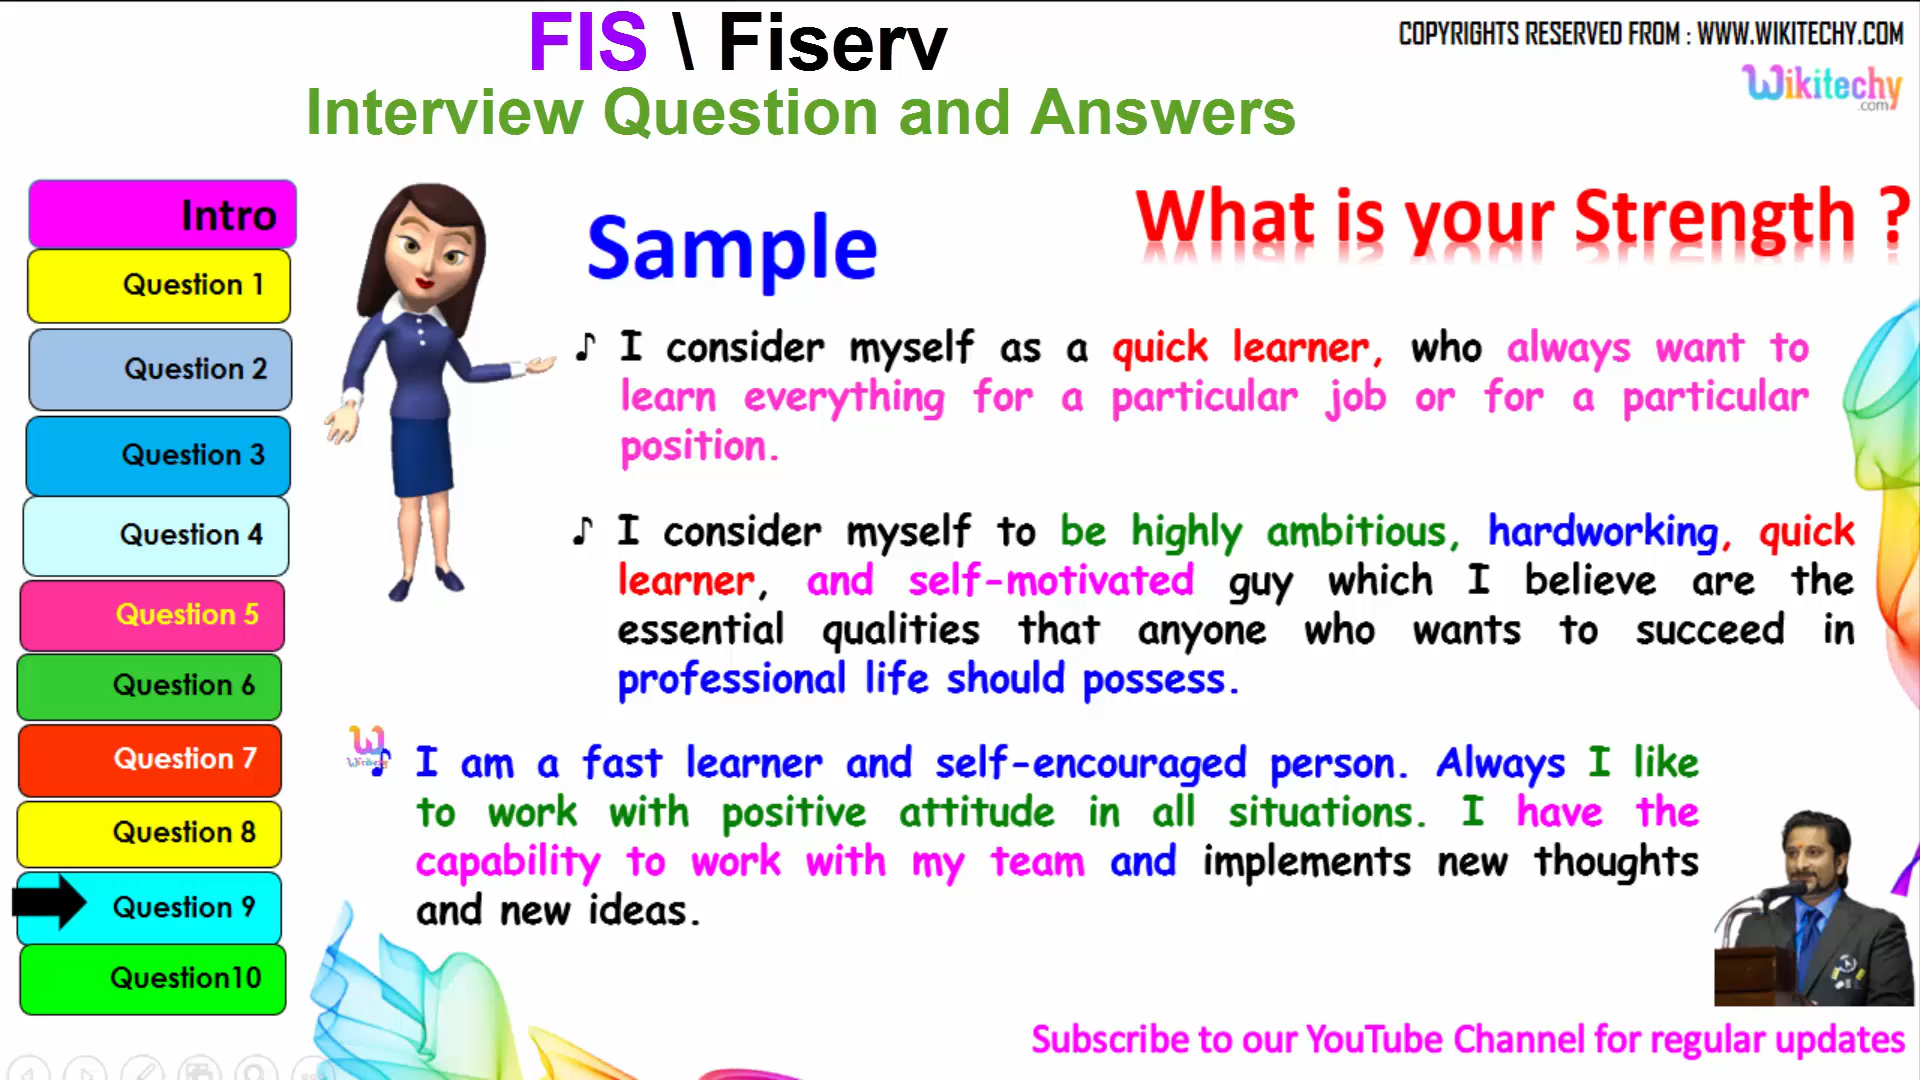 FIS \ Fiserv
COPYRIGHTS RESERVED FROM : WWW.WIKITECHY.COM
Wikitechy
.com
Interview Question and Answers
Intro
Question 1
Question 2
Question 3
Question 4
Question 5
Question 6
Question 7
Question 8
Question 9
Question10
Sample
What is your Strength ?
♪ I consider myself as a quick learner, who always want to
learn everything for a particular job or for a particular
position.
♪ I consider myself to be highly ambitious, hardworking, quick
learner, and self-motivated guy which I believe are the
essential qualities that anyone who wants to succeed in
professional life should possess.
♪ I am a fast learner and self-encouraged person. Always I like
to work with positive attitude in all situations. I have the
capability to work with my team and implements new thoughts
and new ideas.
Subscribe to our YouTube Channel for regular updates